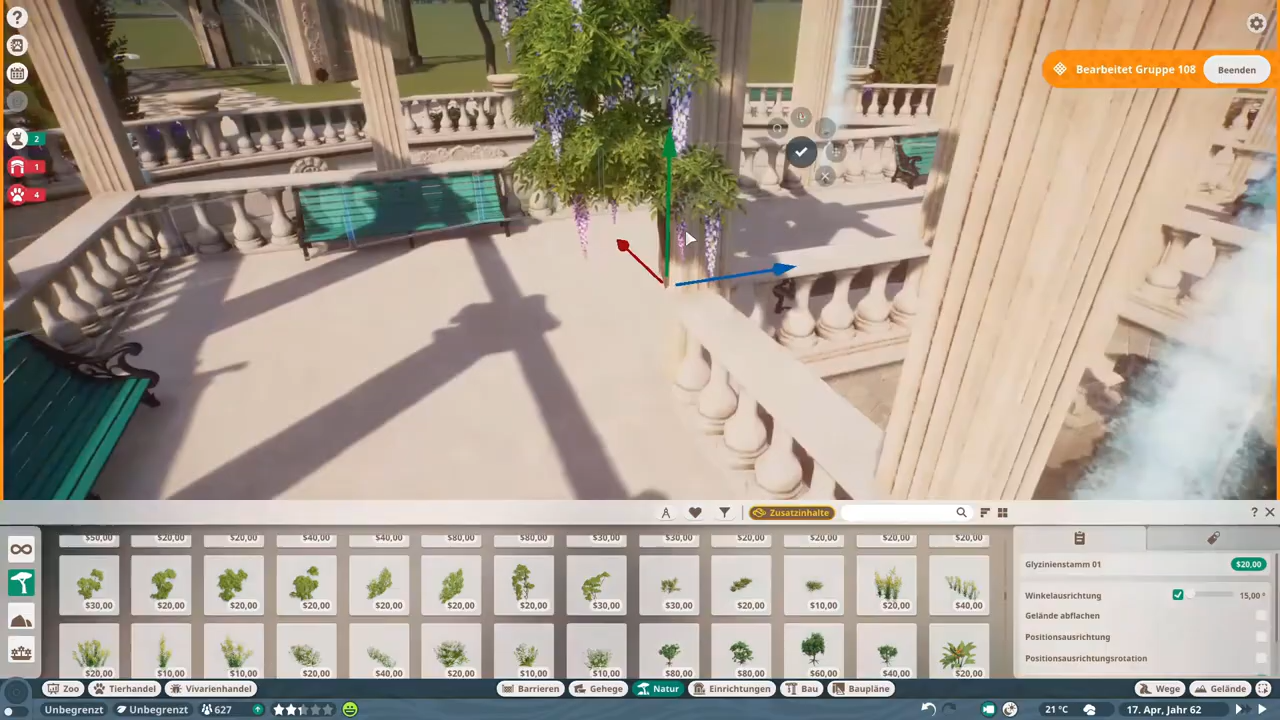 ?
Bearbeitet Gruppe 108
Beenden
2
1
4
Zusatzinhalte
? ×
$50,00 $20,00 $20,00 $40,00 $40,00 $80,00 $80,00 $30,00 $30,00 $20,00 $20,00 $20,00 $20,00
$30,00 $20,00 $20,00 $20,00 $20,00 $20,00 $20,00 $30,00 $30,00 $20,00 $10,00 $20,00 $40,00
$20,00 $10,00 $20,00 $20,00 $20,00 $20,00 $10,00 $10,00 $80,00 $80,00 $60,00 $40,00 $20,00
Glyzinienstamm 01
$20,00
Winkelausrichtung
15,00 °
Gelände abflachen
Positionsausrichtung
Positionsausrichtungsrotation
Zoo Tierhandel Vivarienhandel Barrieren Gehege Natur Einrichtungen Bau Baupläne Wege Gelände
Unbegrenzt Unbegrenzt 627 21 °C 17. Apr, Jahr 62